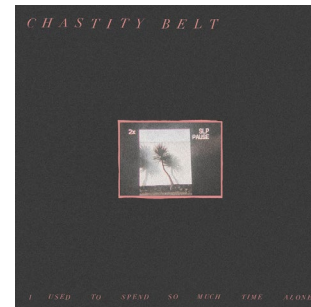 CHASTITY BELT
2x SLP
PAUSE
I USED TO SPEND SO MUCH TIME ALONE